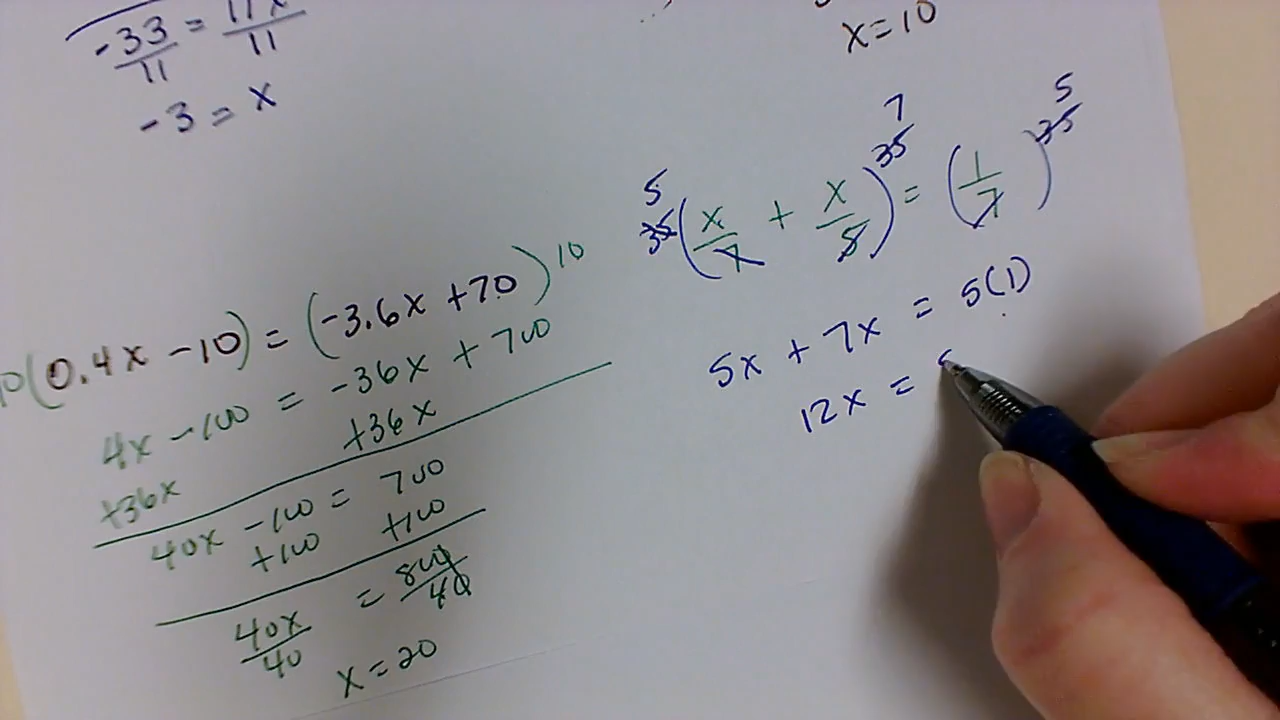 -33/11 = 11x/11
-3 = x
x=10
10(0.4x -10) = (-3.6x +70)10
4x -100 = -36x + 700
+36x +36x
40x -100 = 700
+100 +100
40x/40 = 800/40
x=20
5 7 5
35(x/7 + x/5)35 = (1/7)35
5x + 7x = 5(1)
12x = 5